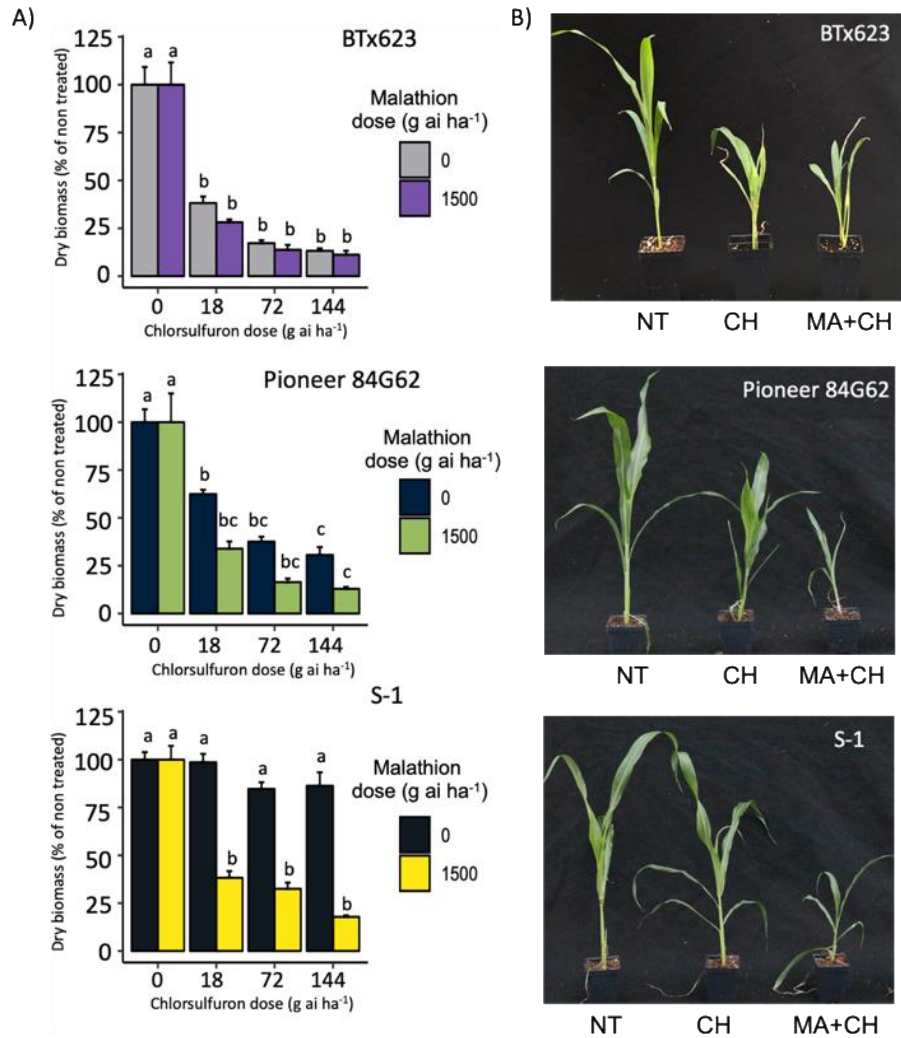 A)
BTx623
Dry biomass (% of non treated)
125
100
75
50
25
0
a a
b b
b b b b
Malathion
dose (g ai ha⁻¹)
0
1500
0 18 72 144
Chlorsulfuron dose (g ai ha⁻¹)
Pioneer 84G62
Dry biomass (% of non treated)
125
100
75
50
25
0
a a
b
bc bc c
bc c
Malathion
dose (g ai ha⁻¹)
0
1500
0 18 72 144
Chlorsulfuron dose (g ai ha⁻¹)
S-1
Dry biomass (% of non treated)
125
100
75
50
25
0
a a a
a a
b b
b
Malathion
dose (g ai ha⁻¹)
0
1500
0 18 72 144
Chlorsulfuron dose (g ai ha⁻¹)
B)
BTx623
NT CH MA+CH
Pioneer 84G62
NT CH MA+CH
S-1
NT CH MA+CH